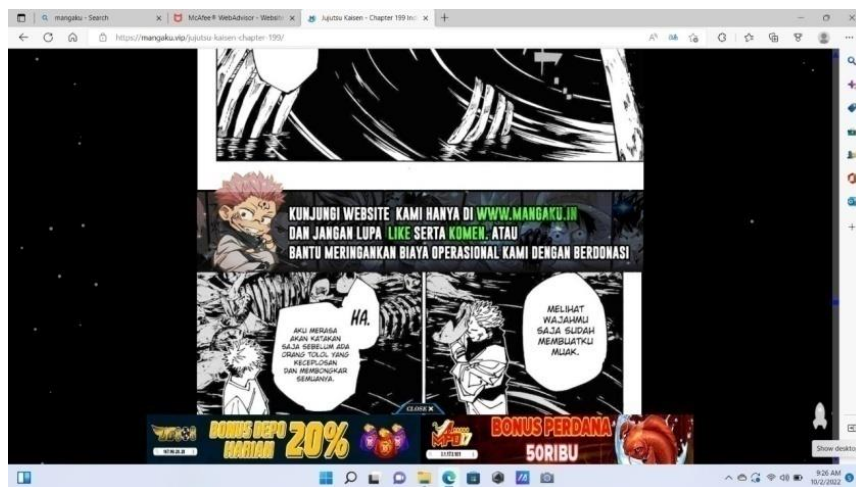 mangaku - Search
McAfee® WebAdvisor - Website
Jujutsu Kaisen - Chapter 199 Ind
https://mangaku.vip/jujutsu-kaisen-chapter-199/
KUNJUNGI WEBSITE KAMI HANYA DI WWW.MANGAKU.IN
DAN JANGAN LUPA LIKE SERTA KOMEN. ATAU
BANTU MERINGANKAN BIAYA OPERASIONAL KAMI DENGAN BERDONASI
HA.
AKU MERASA
AKAN KATAKAN
SAJA SEBELUM ADA
ORANG TOLOL YANG
KECEPLOSAN
DAN MEMBONGKAR
SEMUANYA.
MELIHAT
WAJAHMU
SAJA SUDAH
MEMBUATKU
MUAK.
CLOSE X
BONUS DEPO
HARIAN
20%
MPO17
BONUS PERDANA
50RIBU
Show deskto
9:26 AM
10/2/2022